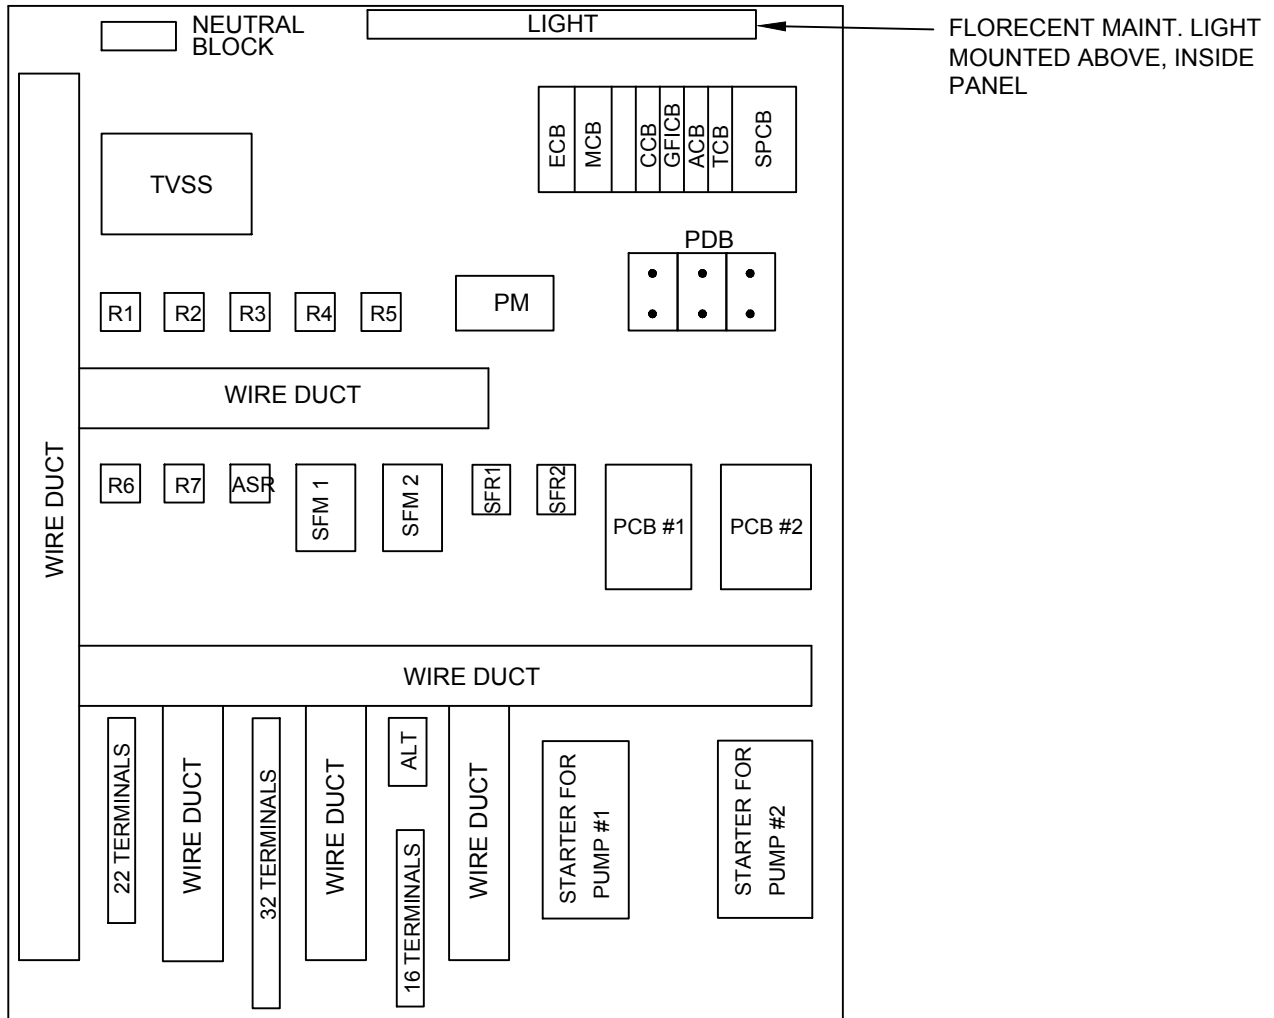 NEUTRAL
BLOCK
LIGHT
FLORECENT MAINT. LIGHT
MOUNTED ABOVE, INSIDE
PANEL
ECB
MCB
CCB
GFICB
ACB
TCB
SPCB
TVSS
PDB
R1
R2
R3
R4
R5
PM
WIRE DUCT
WIRE DUCT
R6
R7
ASR
SFM 1
SFM 2
SFR1
SFR2
PCB #1
PCB #2
WIRE DUCT
22 TERMINALS
WIRE DUCT
32 TERMINALS
WIRE DUCT
ALT
16 TERMINALS
WIRE DUCT
STARTER FOR
PUMP #1
STARTER FOR
PUMP #2